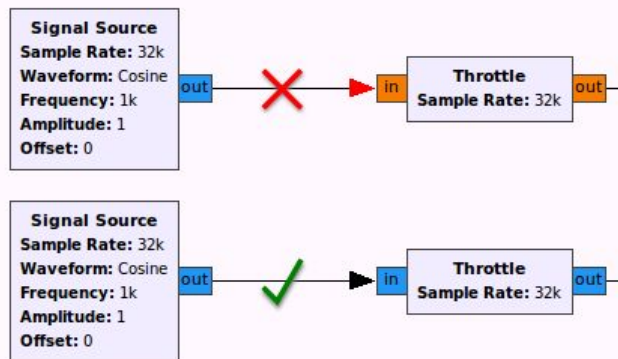 Signal Source
Sample Rate: 32k
Waveform: Cosine
Frequency: 1k
Amplitude: 1
Offset: 0
out
in
Throttle
Sample Rate: 32k
out
Signal Source
Sample Rate: 32k
Waveform: Cosine
Frequency: 1k
Amplitude: 1
Offset: 0
out
in
Throttle
Sample Rate: 32k
out